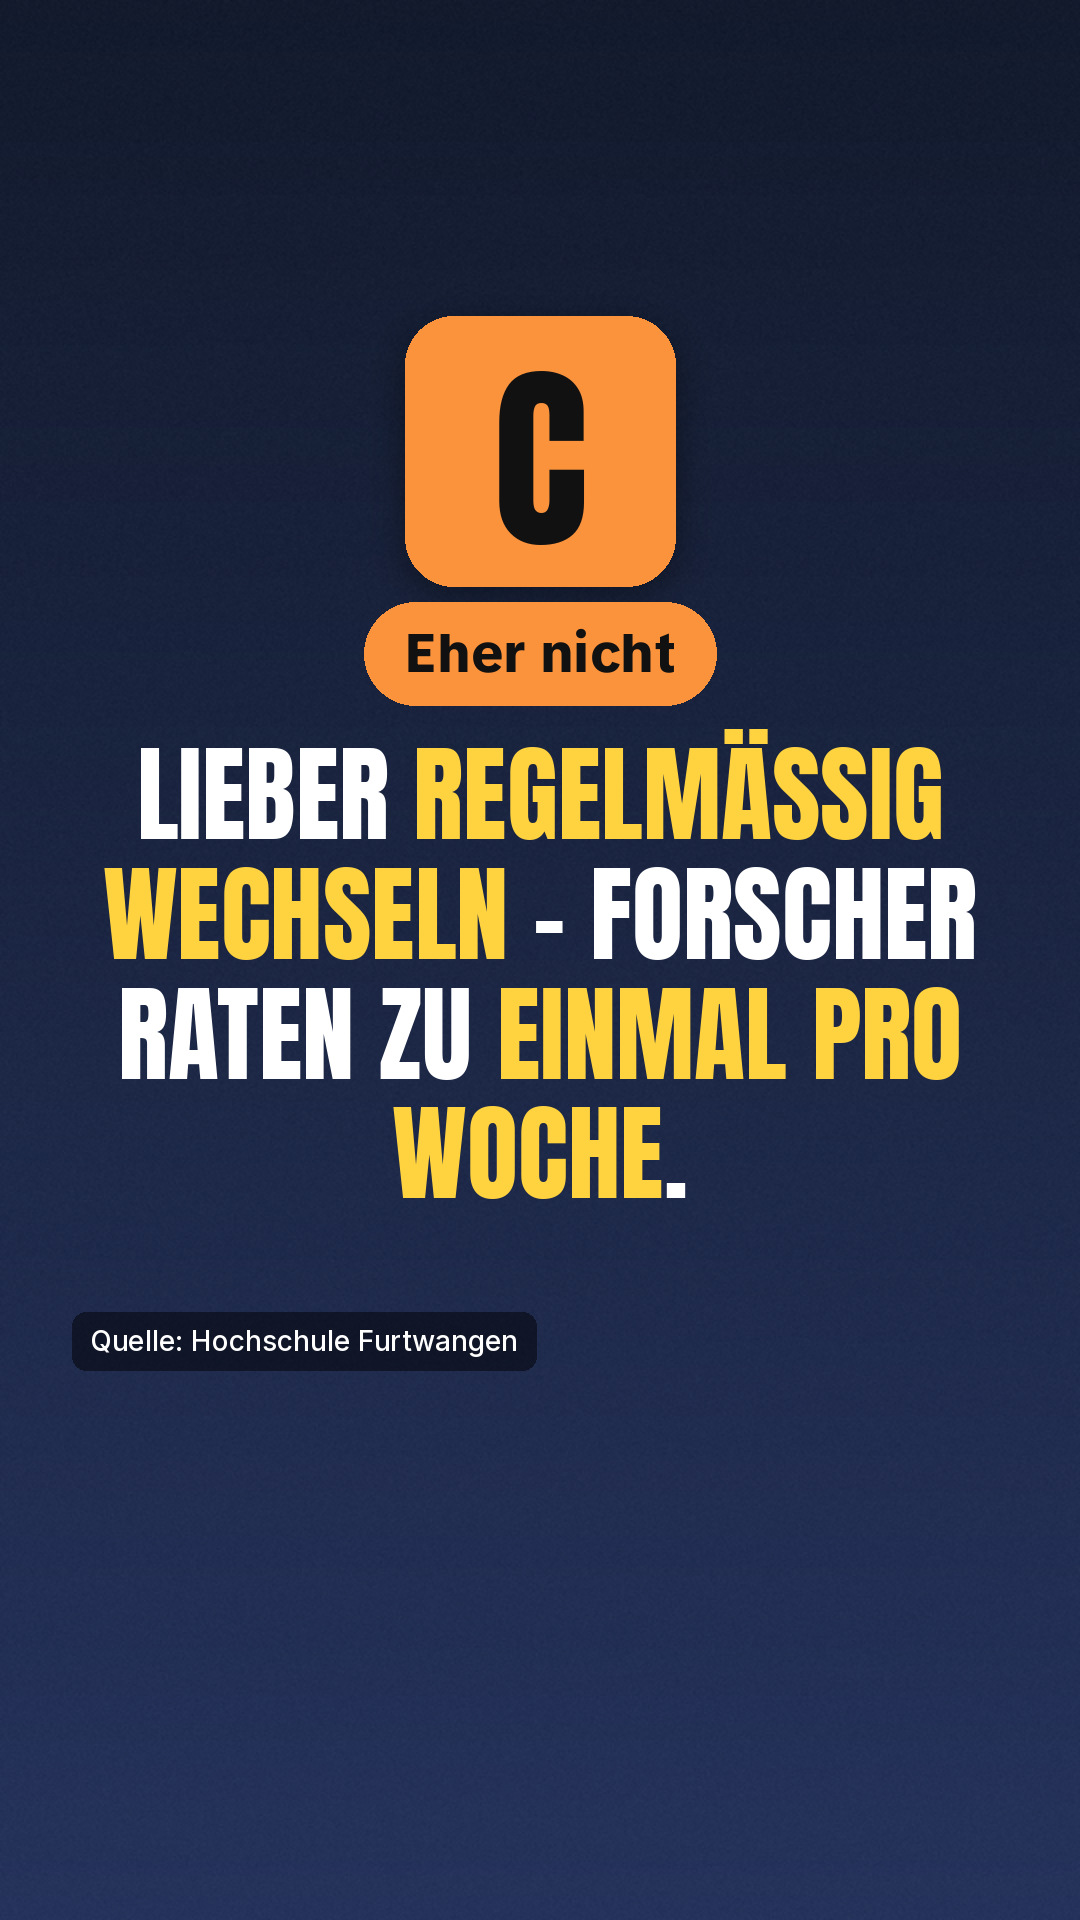 C
Eher nicht
LIEBER REGELMÄSSIG
WECHSELN - FORSCHER
RATEN ZU EINMAL PRO
WOCHE.
Quelle: Hochschule Furtwangen